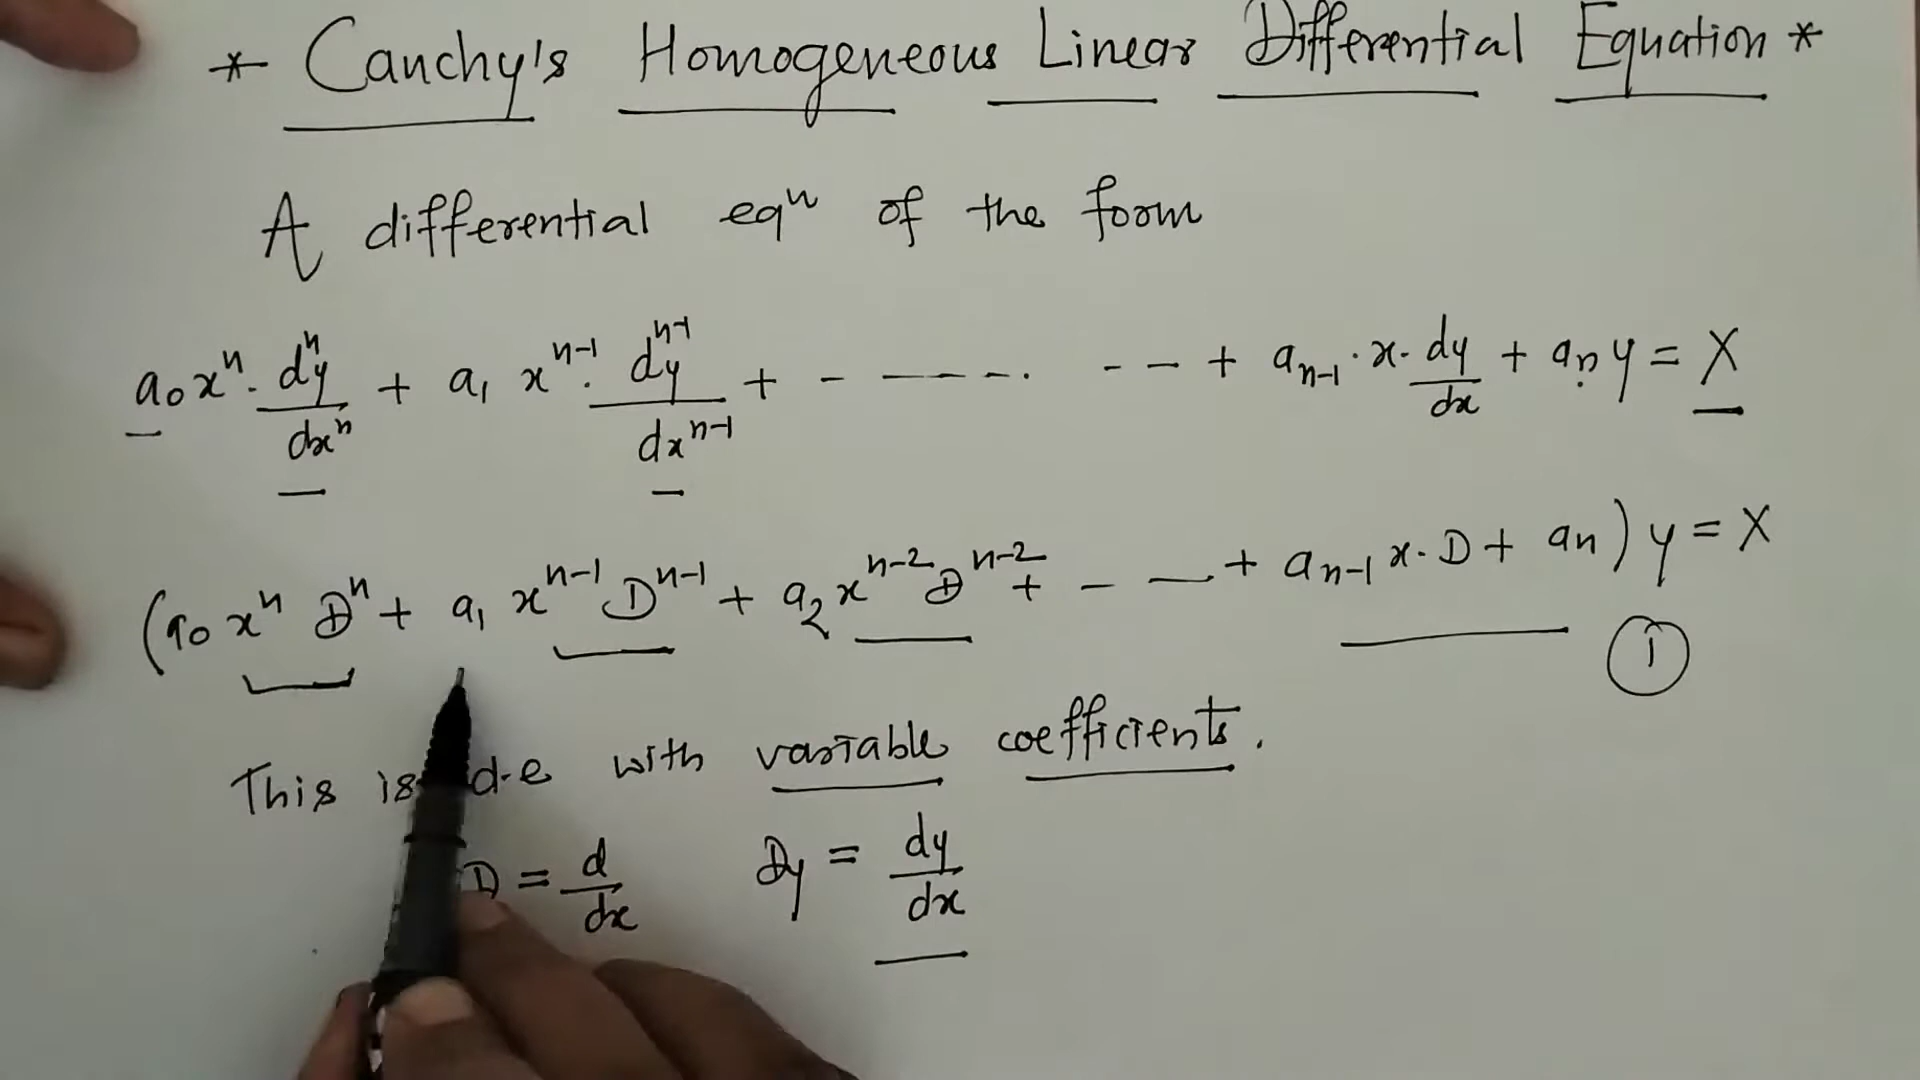 * Cauchy's Homogeneous Linear Differential Equation *
A differential eqⁿ of the form
a₀xⁿ· dⁿy/dxⁿ + a₁ xⁿ⁻¹· dⁿ⁻¹y/dxⁿ⁻¹ + - ----· -- + aₙ₋₁·x· dy/dx + aₙy = X
(a₀ xⁿ Dⁿ + a₁ xⁿ⁻¹ Dⁿ⁻¹ + a₂ xⁿ⁻² Dⁿ⁻² + - — + aₙ₋₁ x·D + aₙ) y = X
①
This is d.e with variable coefficients.
D = d/dx Dy = dy/dx